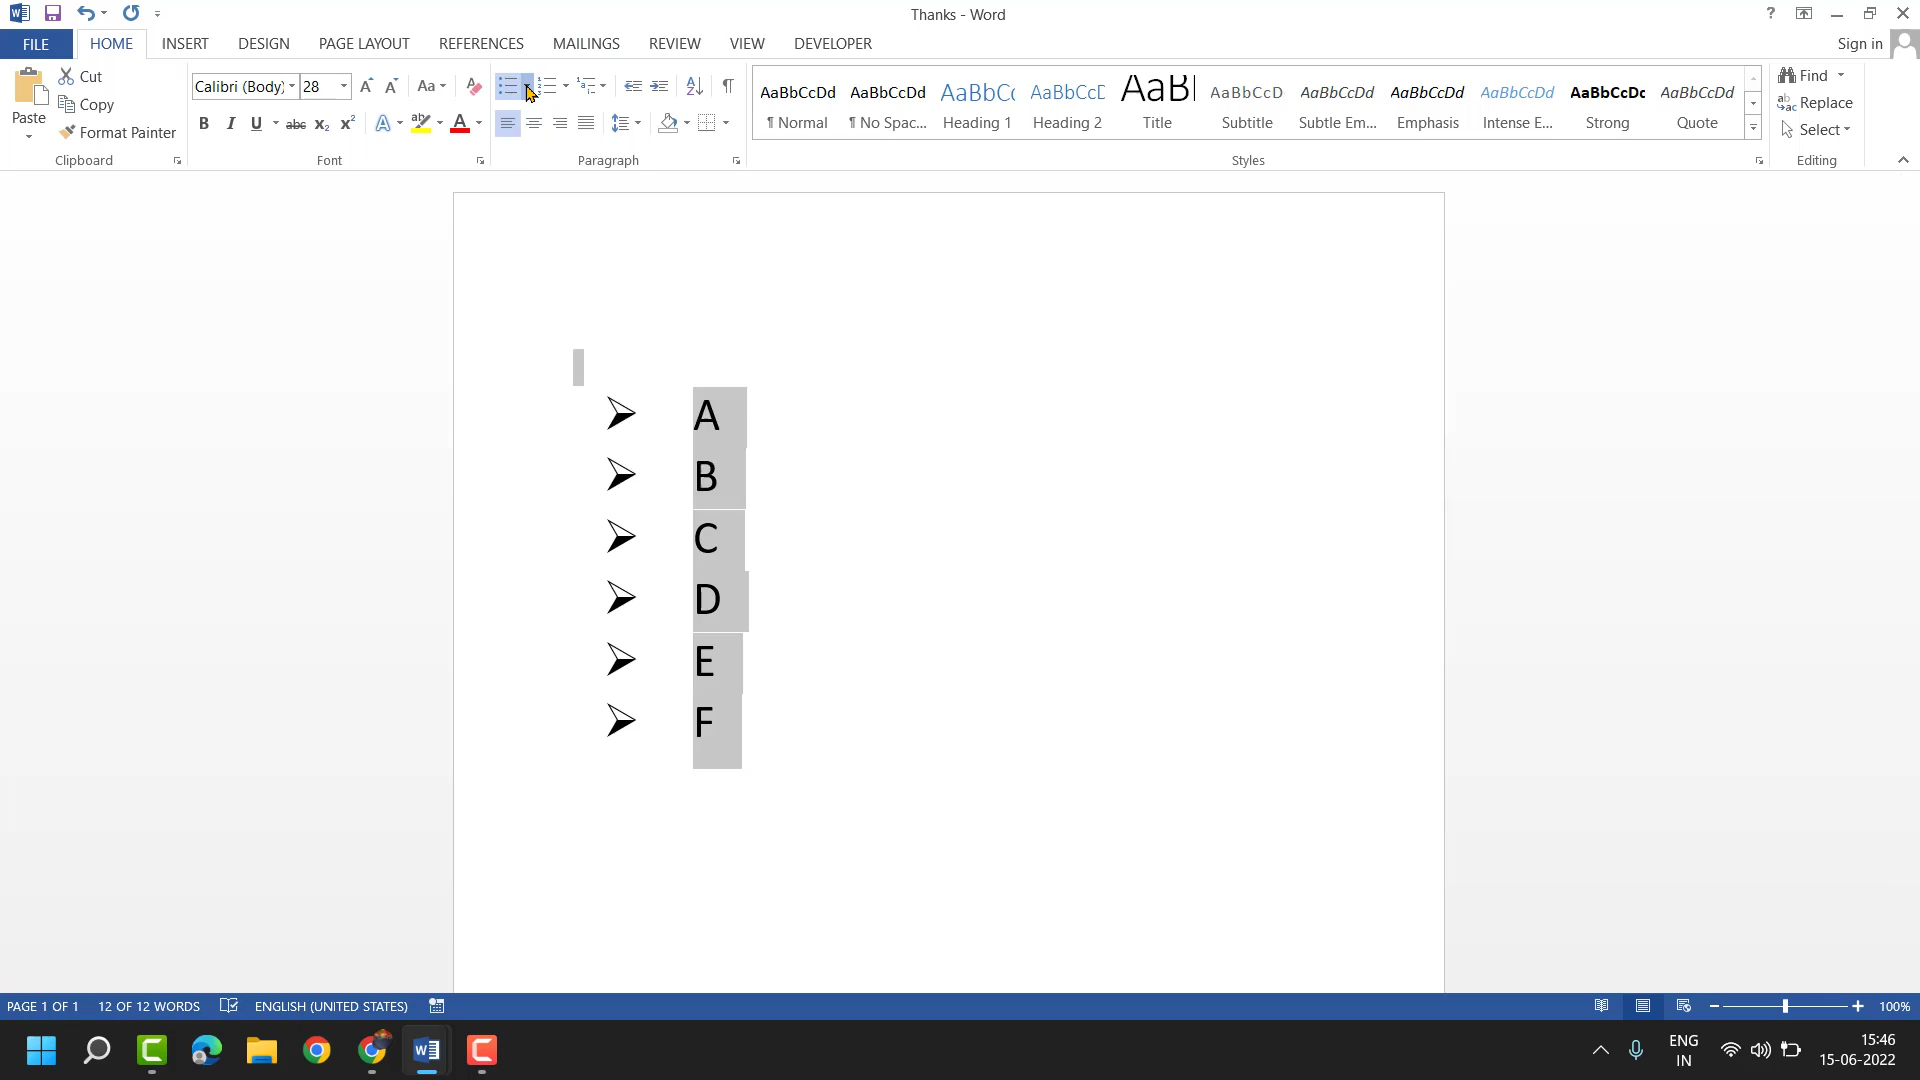 Thanks - Word
?
FILE HOME INSERT DESIGN PAGE LAYOUT REFERENCES MAILINGS REVIEW VIEW DEVELOPER Sign in
Paste
Cut
Copy
Format Painter
Clipboard
Calibri (Body) 28
Font
Paragraph
AaBbCcDd ¶ Normal
AaBbCcDd ¶ No Spac...
AaBbC( Heading 1
AaBbCcD Heading 2
AaB Title
AaBbCcD Subtitle
AaBbCcDd Subtle Em...
AaBbCcDd Emphasis
AaBbCcDd Intense E...
AaBbCcDc Strong
AaBbCcDd Quote
Styles
Find
Replace
Select
Editing
A
B
C
D
E
F
PAGE 1 OF 1 12 OF 12 WORDS ENGLISH (UNITED STATES) 100%
ENG
IN
15:46
15-06-2022